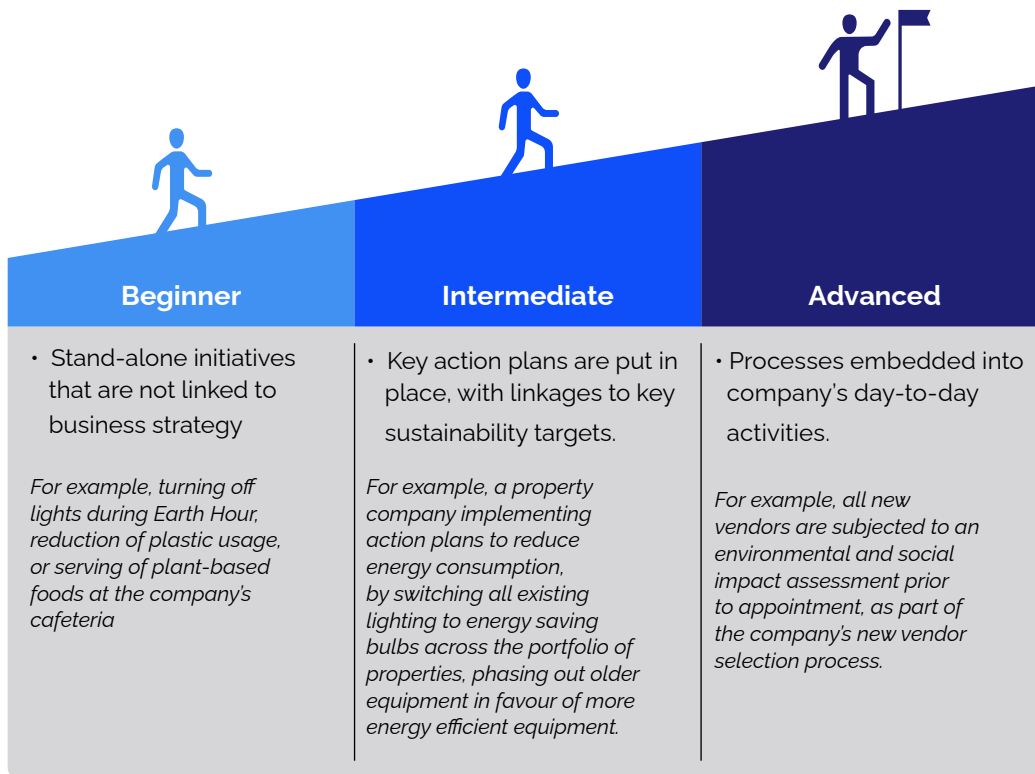 Beginner
Intermediate
Advanced
• Stand-alone initiatives
that are not linked to
business strategy
For example, turning off
lights during Earth Hour,
reduction of plastic usage,
or serving of plant-based
foods at the company's
cafeteria
• Key action plans are put in
place, with linkages to key
sustainability targets.
For example, a property
company implementing
action plans to reduce
energy consumption,
by switching all existing
lighting to energy saving
bulbs across the portfolio of
properties, phasing out older
equipment in favour of more
energy efficient equipment.
• Processes embedded into
company's day-to-day
activities.
For example, all new
vendors are subjected to an
environmental and social
impact assessment prior
to appointment, as part of
the company's new vendor
selection process.